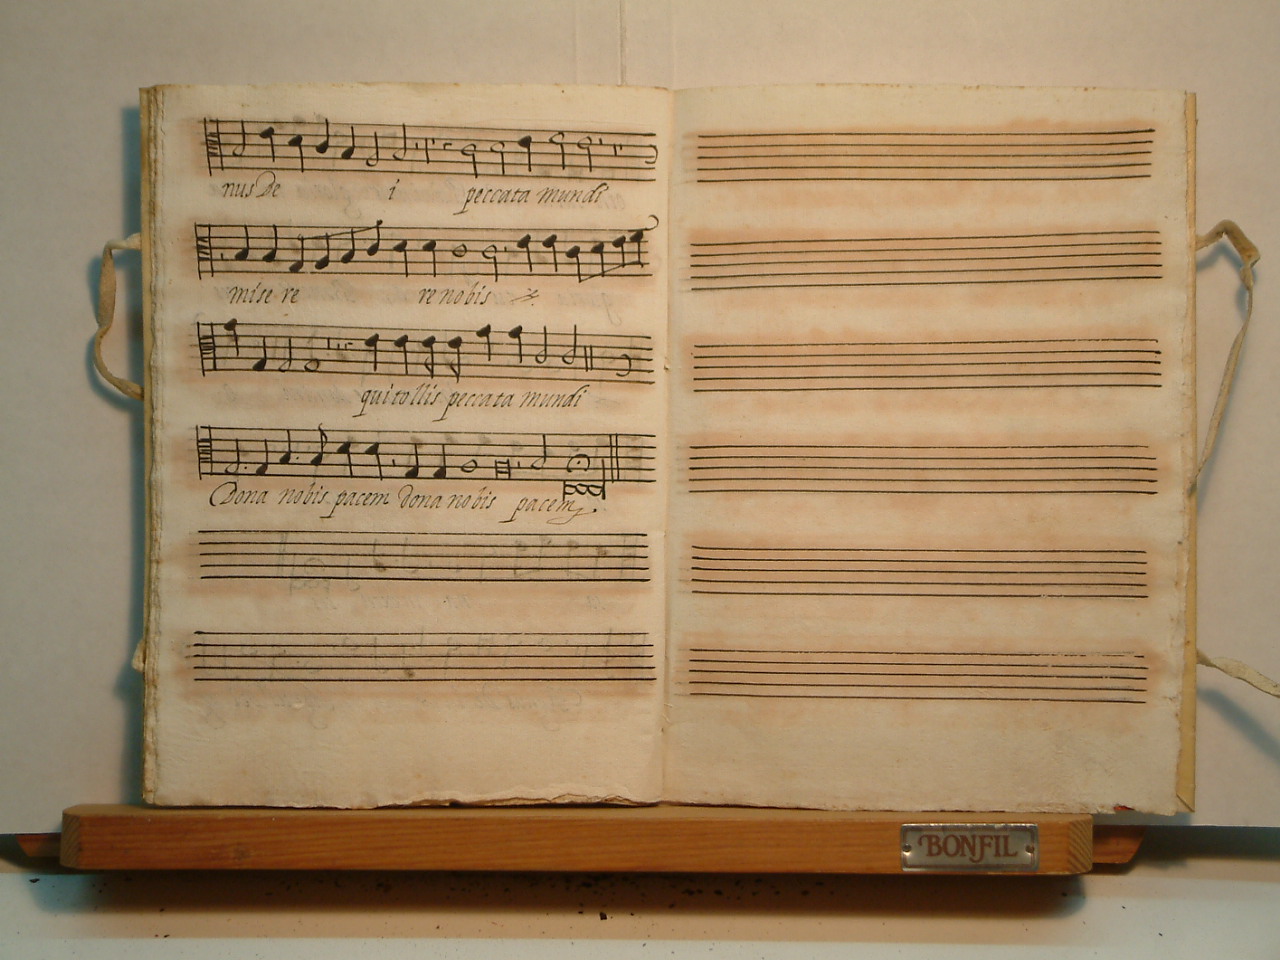 nus De i peccata mundi
mise re re nobis
qui tollis peccata mundi
Dona nobis pacem dona nobis pacem
BONFIL